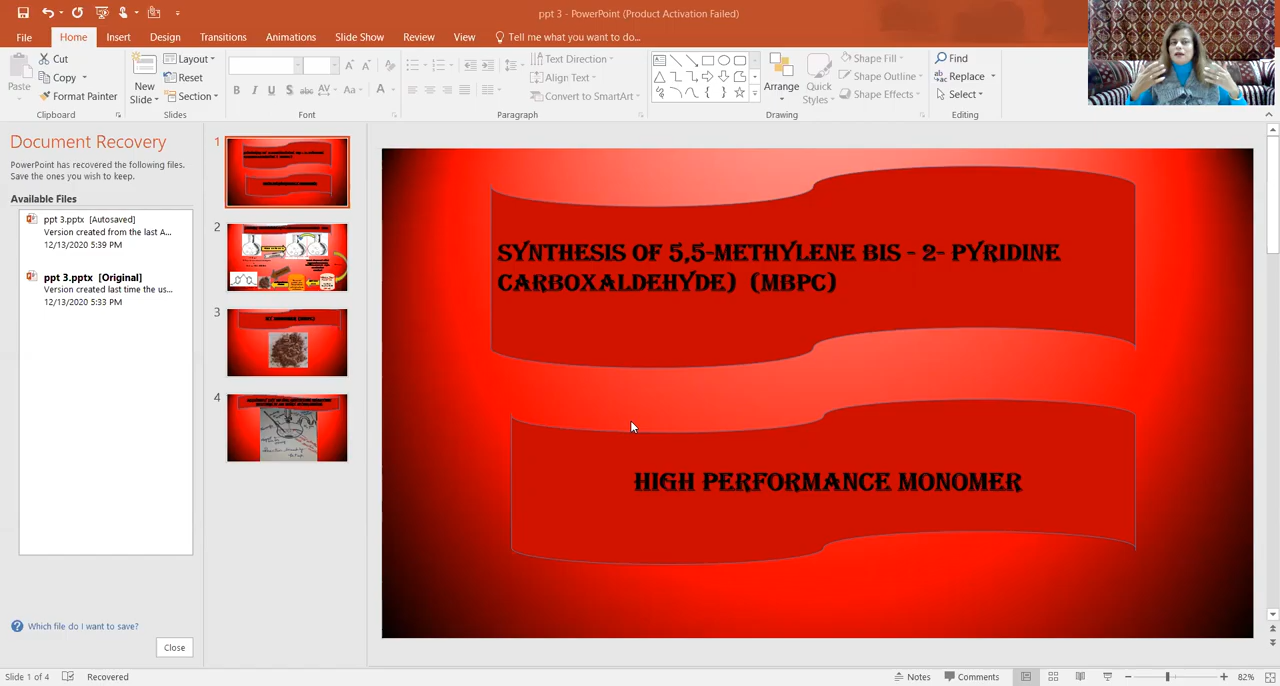 ppt 3 - PowerPoint (Product Activation Failed)
File Home Insert Design Transitions Animations Slide Show Review View Tell me what you want to do...
Paste
Cut
Copy
Format Painter
Clipboard
New Slide
Layout
Reset
Section
Slides
Font
Text Direction
Align Text
Convert to SmartArt
Paragraph
Arrange
Quick Styles
Shape Fill
Shape Outline
Shape Effects
Drawing
Find
Replace
Select
Editing
Document Recovery
PowerPoint has recovered the following files.
Save the ones you wish to keep.
Available Files
ppt 3.pptx [Autosaved]
Version created from the last A...
12/13/2020 5:39 PM
ppt 3.pptx [Original]
Version created last time the us...
12/13/2020 5:33 PM
Which file do I want to save?
Close
1
2
3
4
SYNTHESIS OF 5,5-METHYLENE BIS - 2- PYRIDINE
CARBOXALDEHYDE) (MBPC)
HIGH PERFORMANCE MONOMER
Slide 1 of 4 Recovered Notes Comments 82%